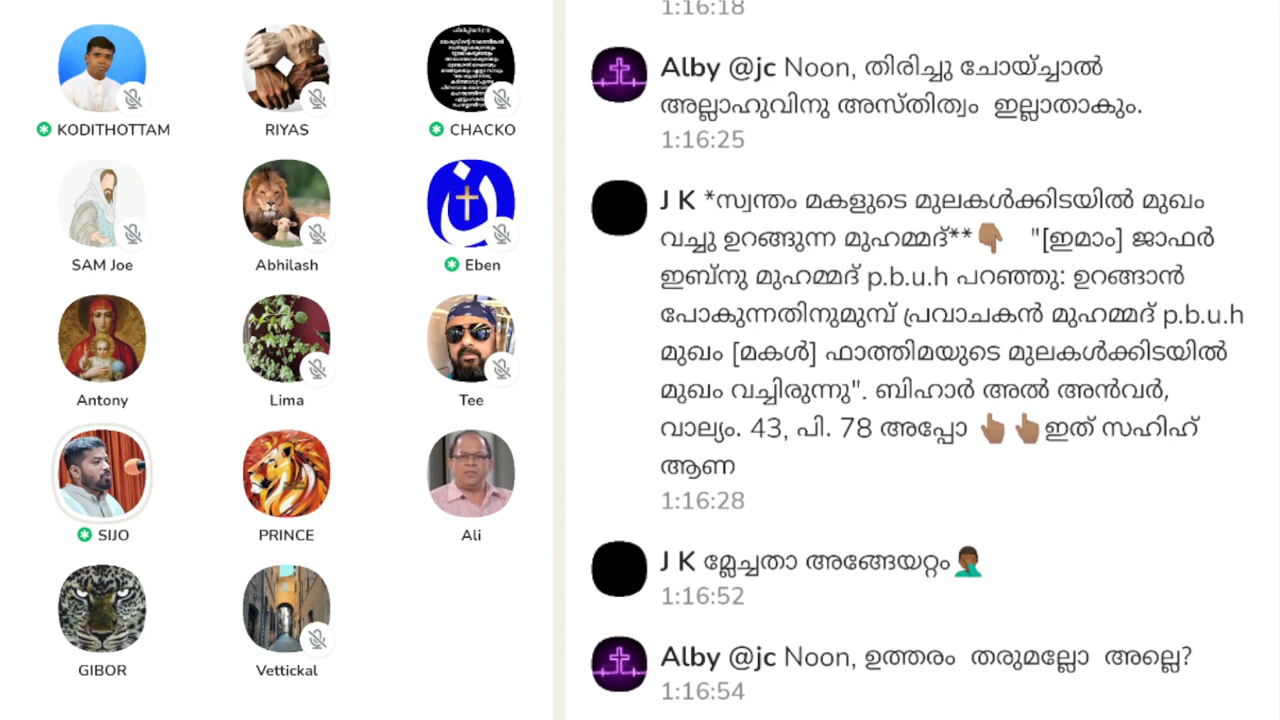 KODITHOTTAM
RIYAS
CHACKO
SAM Joe
Abhilash
Eben
Antony
Lima
Tee
SIJO
PRINCE
Ali
GIBOR
Vettickal
1:16:18
Alby @jc Noon, തിരിച്ചു ചോയ്ച്ചാൽ
അല്ലാഹുവിനു അസ്തിത്വം ഇല്ലാതാകും.
1:16:25
J K *സ്വന്തം മകളുടെ മുലകൾക്കിടയിൽ മുഖം
വച്ചു ഉറങ്ങുന്ന മുഹമ്മദ്**👇🏽 "[ഇമാം] ജാഫർ
ഇബ്നു മുഹമ്മദ് p.b.u.h പറഞ്ഞു: ഉറങ്ങാൻ
പോകുന്നതിനുമുമ്പ് പ്രവാചകൻ മുഹമ്മദ് p.b.u.h
മുഖം [മകൾ] ഫാത്തിമയുടെ മുലകൾക്കിടയിൽ
മുഖം വച്ചിരുന്നു". ബിഹാർ അൽ അൻവർ,
വാല്യം. 43, പി. 78 അപ്പോ 👆🏽👆🏽ഇത് സഹിഹ്
ആണ
1:16:28
J K മ്ലേച്ചതാ അങ്ങേയറ്റം🤦🏾‍♂️
1:16:52
Alby @jc Noon, ഉത്തരം തരുമല്ലോ അല്ലെ?
1:16:54